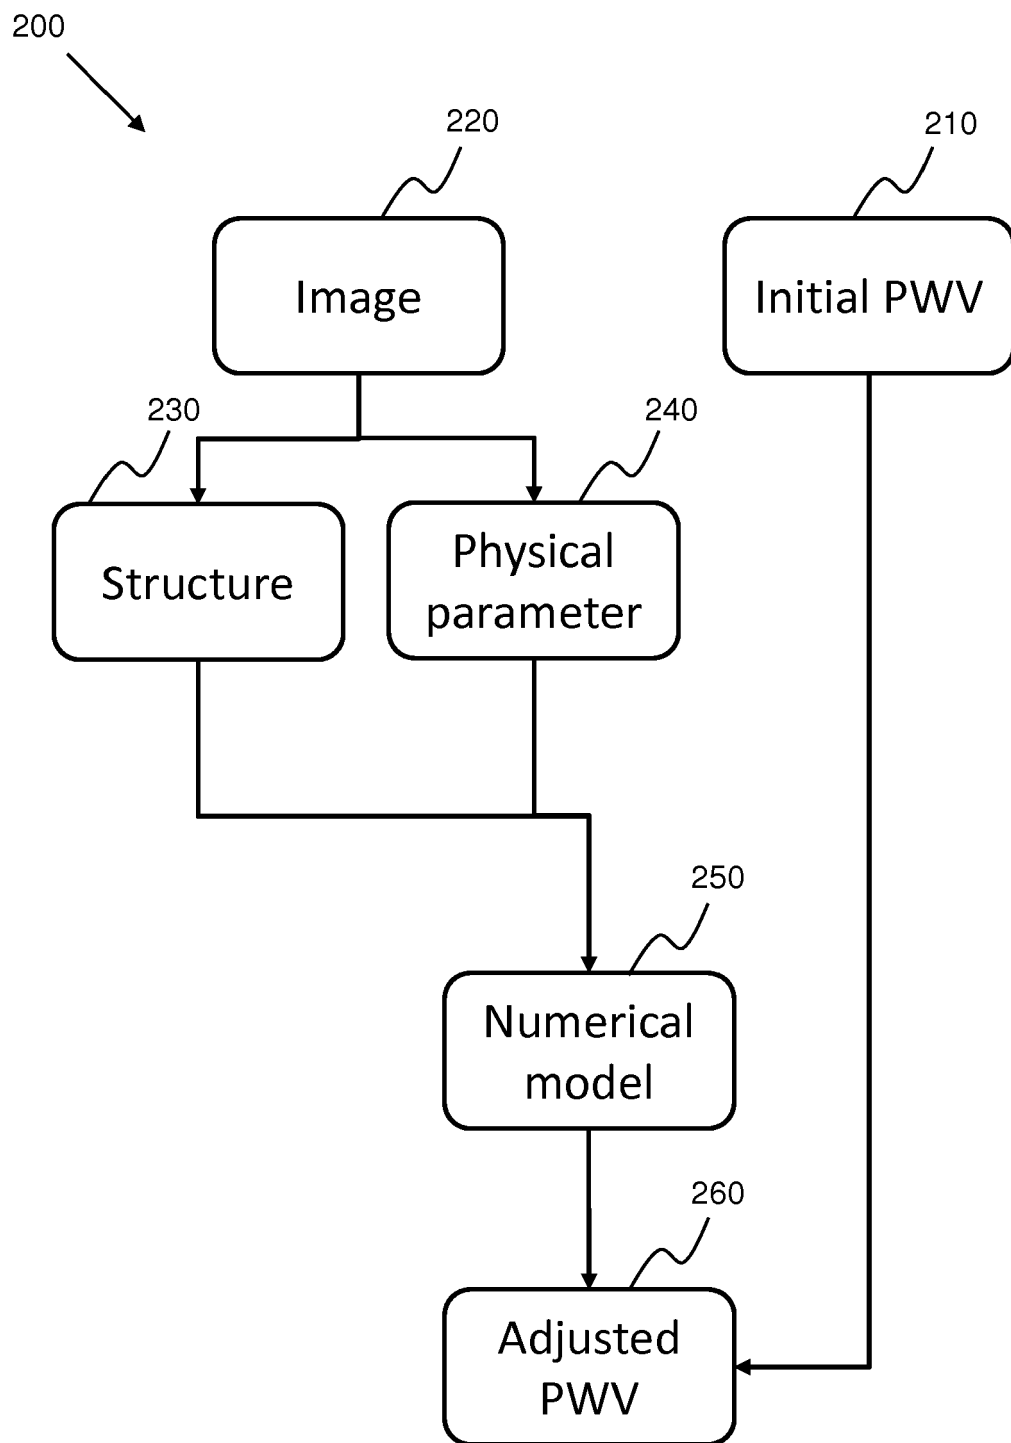 200
220
210
Image
Initial PWV
230
240
Structure
Physical
parameter
250
Numerical
model
260
Adjusted
PWV